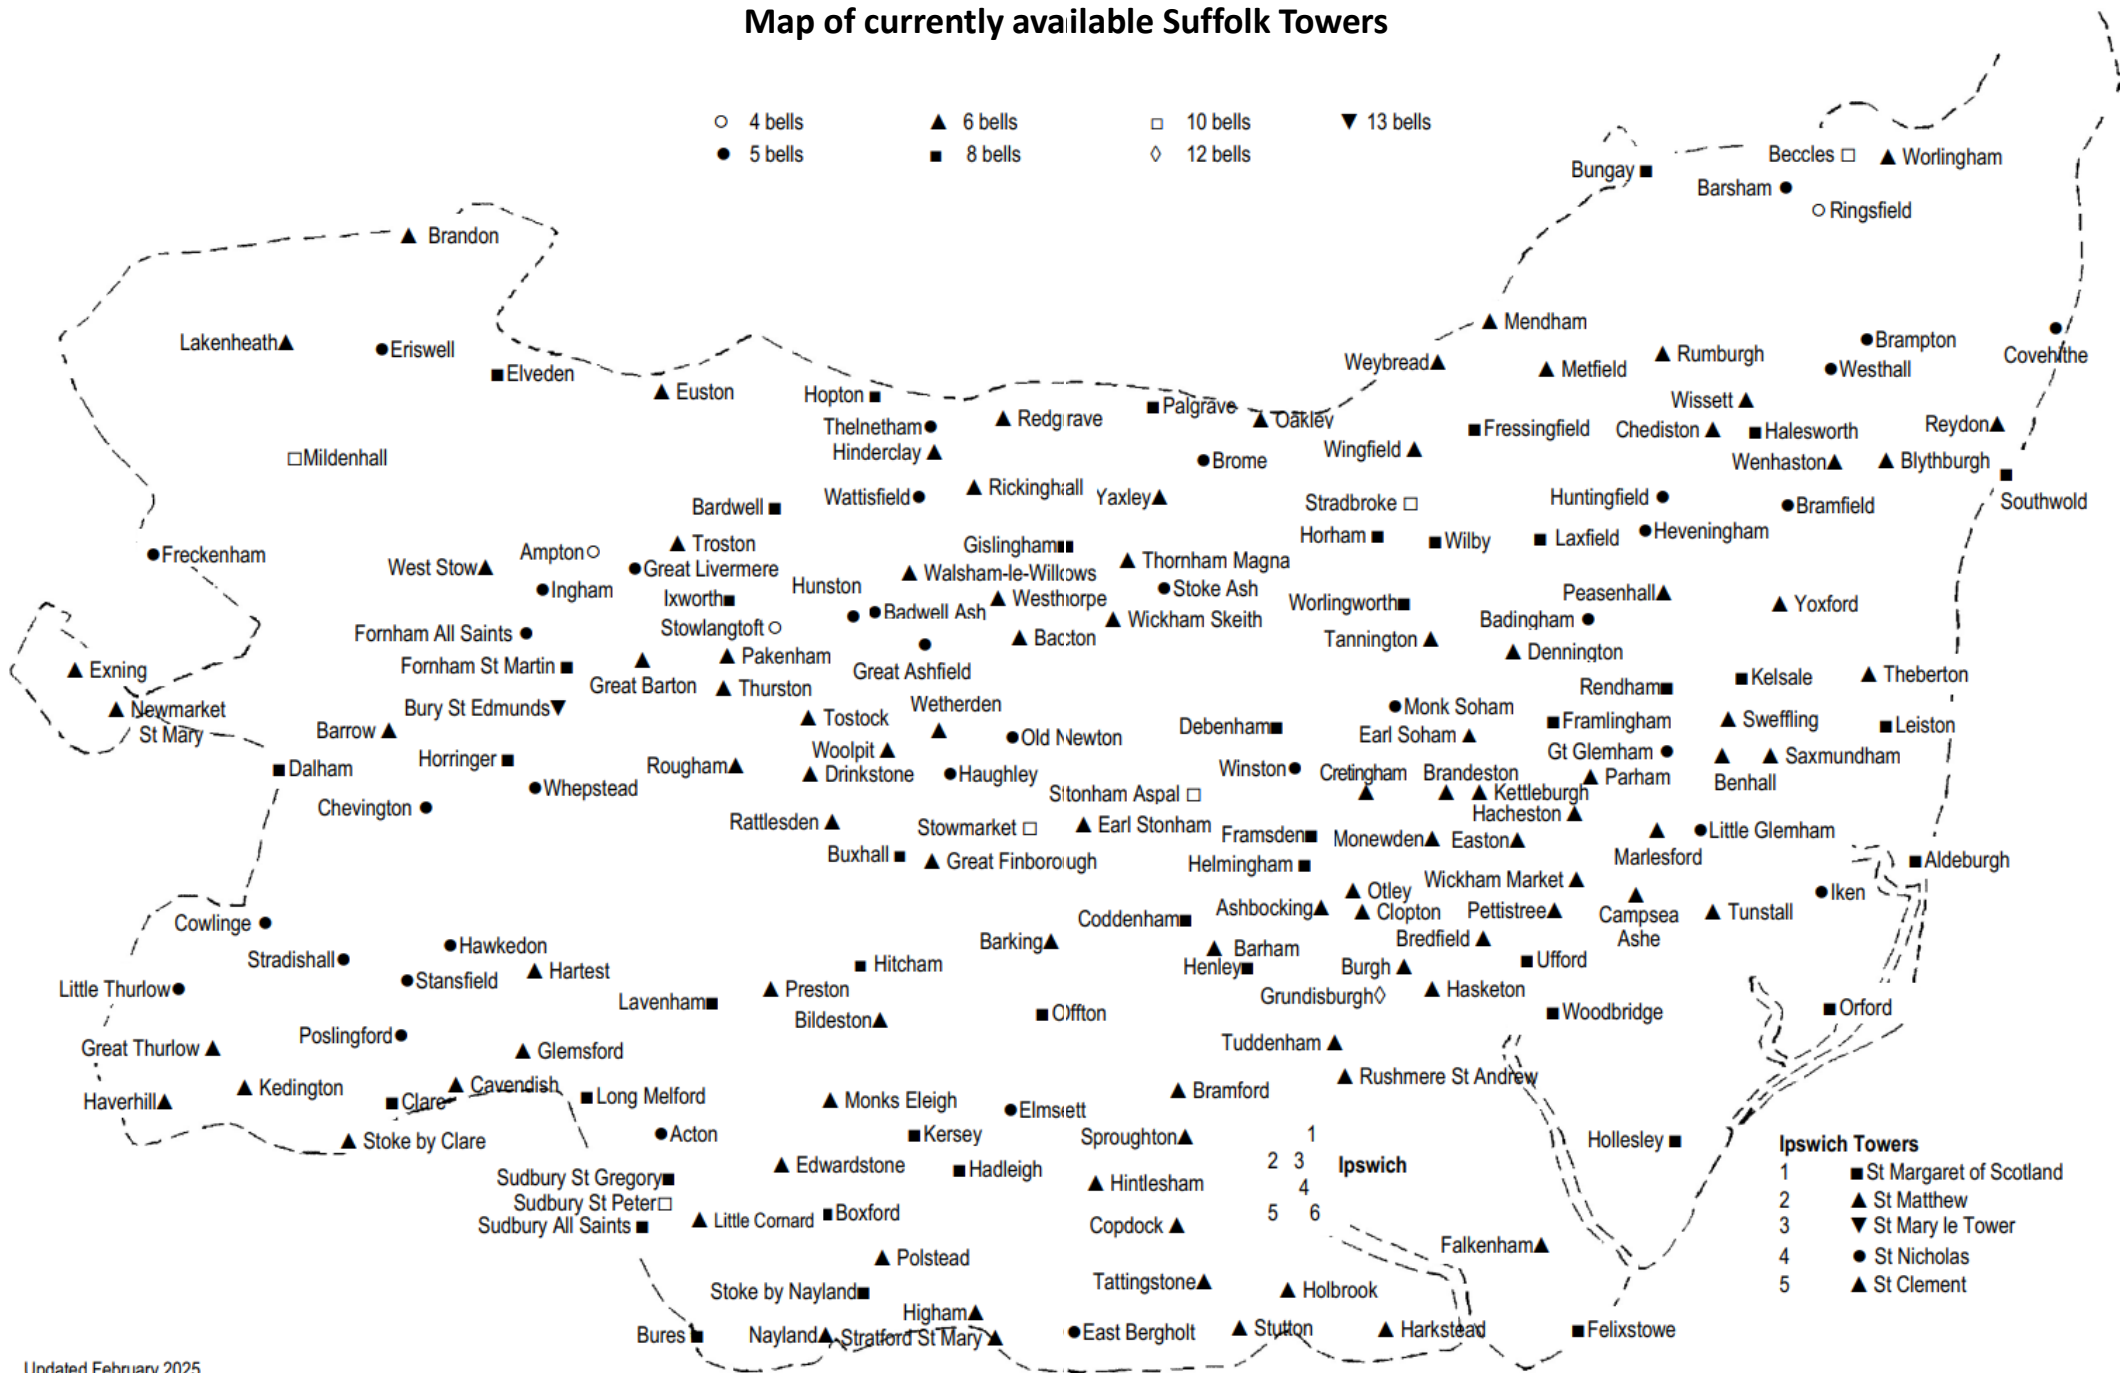 Map of currently available Suffolk Towers
○ 4 bells ▲ 6 bells □ 10 bells ▼ 13 bells
● 5 bells ■ 8 bells ◊ 12 bells
Bungay ■
Beccles □
▲ Worlingham
Barsham ●
○ Ringsfield
▲ Brandon
Lakenheath▲
●Eriswell
■Elveden
▲ Euston
Hopton ■
Thelnetham●
Hinderclay ▲
▲ Redgrave
■Palgrave
▲ Oakley
▲ Mendham
Weybread▲
▲ Metfield
▲ Rumburgh
●Brampton
●Westhall
Covehithe
Wissett ▲
■Fressingfield
Chediston ▲
■Halesworth
Reydon▲
Wingfield ▲
Wenhaston▲
▲ Blythburgh
Southwold
□Mildenhall
●Brome
Wattisfield●
▲ Rickinghall
Yaxley▲
Bardwell ■
Stradbroke □
Huntingfield ●
●Bramfield
Horham ■
■Wilby
■ Laxfield
●Heveningham
●Freckenham
West Stow▲
Ampton○
▲ Troston
●Great Livermere
●Ingham
Ixworth■
Hunston
Gislingham■
▲ Walsham-le-Willows
▲ Thornham Magna
▲ Westhorpe
●Stoke Ash
●Badwell Ash
▲ Wickham Skeith
Worlingworth■
Peasenhall▲
▲ Yoxford
Badingham ●
Fornham All Saints ●
Stowlangtoft ○
▲ Bacton
Tannington ▲
▲ Dennington
▲ Exning
Fornham St Martin ■
Great Barton
▲ Pakenham
Great Ashfield
▲ Thurston
Rendham■
■Kelsale
▲ Theberton
▲ Newmarket
St Mary
Bury St Edmunds▼
Barrow ▲
▲ Tostock
Wetherden
Woolpit ▲
●Old Newton
Debenham■
●Monk Soham
Earl Soham ▲
■Framlingham
▲ Sweffling
■Leiston
Gt Glemham ●
▲ Saxmundham
Benhall
■Dalham
Horringer ■
Rougham▲
▲ Drinkstone
●Haughley
Winston●
Cretingham
Brandeston
▲ Parham
●Whepstead
Chevington ●
Stonham Aspal □
▲ Kettleburgh
Hacheston ▲
Rattlesden ▲
Stowmarket □
▲ Earl Stonham
Framsden■
Monewden▲
Easton▲
Marlesford
●Little Glemham
Buxhall ■
▲ Great Finborough
Helmingham ■
■Aldeburgh
▲ Otley
Wickham Market ▲
●Iken
Cowlinge ●
Coddenham■
Ashbocking▲
▲ Clopton
Pettistree▲
Campsea
Ashe
▲ Tunstall
Stradishall●
●Hawkedon
Barking▲
▲ Barham
Bredfield ▲
Little Thurlow●
●Stansfield
▲ Hartest
■ Hitcham
Henley■
Burgh ▲
■Ufford
Lavenham■
▲ Preston
Grundisburgh◊
▲ Hasketon
Bildeston▲
■Offton
■Woodbridge
■Orford
Great Thurlow ▲
Poslingford●
▲ Glemsford
Tuddenham ▲
Haverhill▲
▲ Kedington
■Clare
▲ Cavendish
■Long Melford
▲ Monks Eleigh
●Elmsett
▲ Bramford
▲ Rushmere St Andrew
▲ Stoke by Clare
●Acton
■Kersey
Sproughton▲
1
2 3
4
5 6
Ipswich
Hollesley ■
Sudbury St Gregory■
Sudbury St Peter□
Sudbury All Saints ■
▲ Edwardstone
■Hadleigh
▲ Hintlesham
▲ Little Cornard
■Boxford
Copdock ▲
▲ Polstead
Falkenham▲
Stoke by Nayland■
Tattingstone▲
▲ Holbrook
Higham▲
Bures ■
Nayland▲
Stratford St Mary ▲
●East Bergholt
▲ Stutton
▲ Harkstead
■Felixstowe
Ipswich Towers
1 ■St Margaret of Scotland
2 ▲ St Matthew
3 ▼ St Mary le Tower
4 ● St Nicholas
5 ▲ St Clement
Updated February 2025